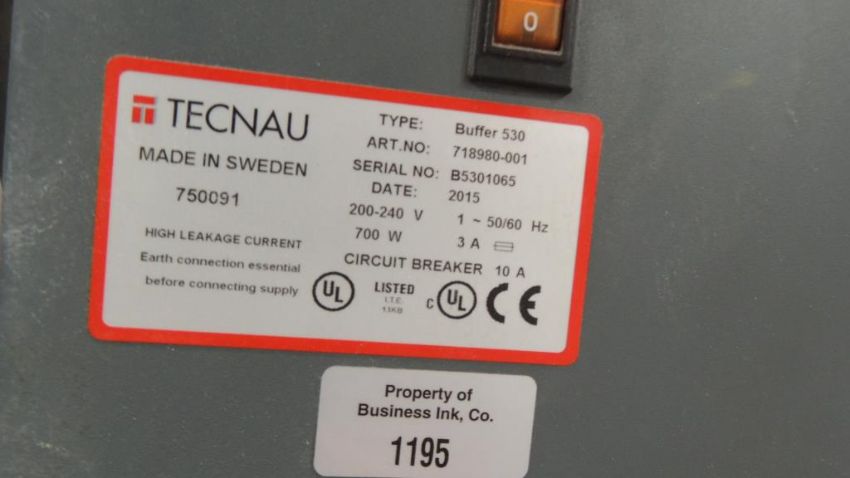 0
TECNAU
MADE IN SWEDEN
750091
HIGH LEAKAGE CURRENT
Earth connection essential
before connecting supply
TYPE: Buffer 530
ART.NO: 718980-001
SERIAL NO: B5301065
DATE: 2015
200-240 V 1 ~ 50/60 Hz
700 W 3 A
CIRCUIT BREAKER 10 A
UL LISTED C UL CE
I.T.E.
Property of
Business Ink, Co.
1195